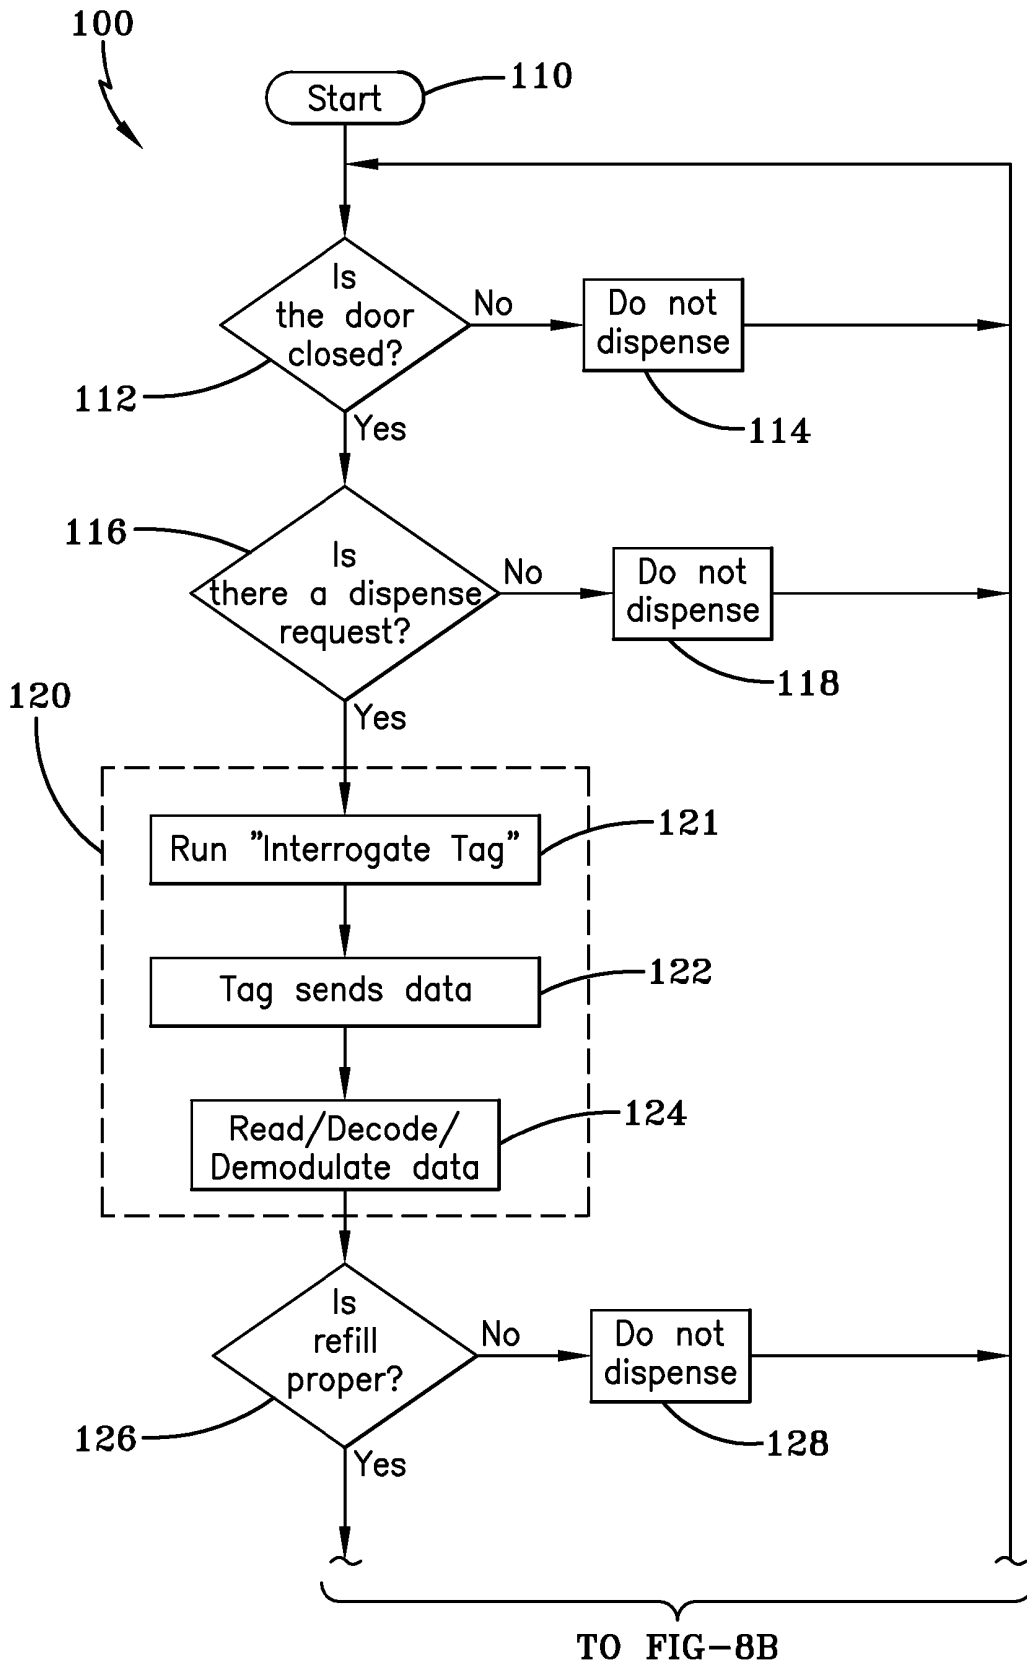 100
110
Start
Is
the door
closed?
No
Do not
dispense
112
114
Yes
116
Is
there a dispense
request?
No
Do not
dispense
118
120
Yes
Run "Interrogate Tag"
121
Tag sends data
122
Read/Decode/
Demodulate data
124
Is
refill
proper?
No
Do not
dispense
126
128
Yes
TO FIG-8B